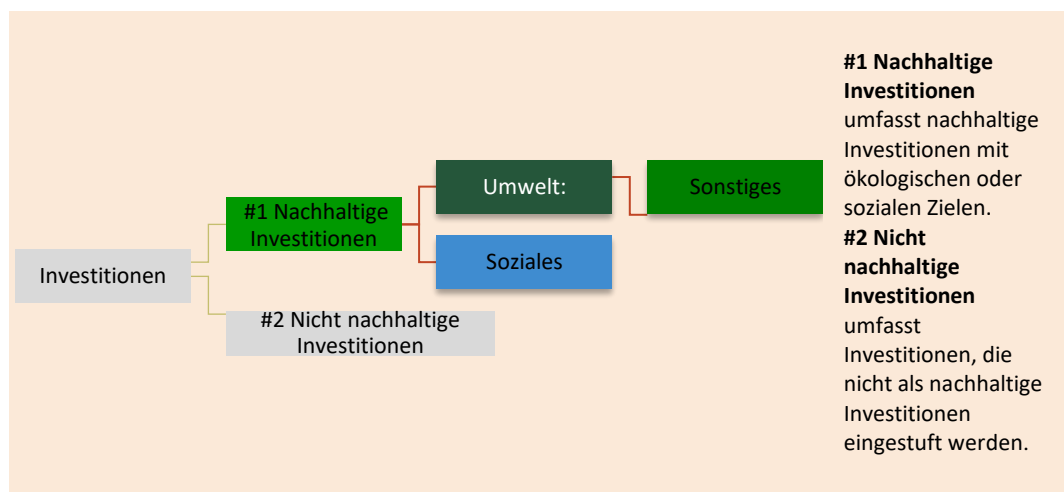 Investitionen
#1 Nachhaltige
Investitionen
#2 Nicht nachhaltige
Investitionen
Umwelt:
Soziales
Sonstiges
#1 Nachhaltige
Investitionen
umfasst nachhaltige
Investitionen mit
ökologischen oder
sozialen Zielen.
#2 Nicht
nachhaltige
Investitionen
umfasst
Investitionen, die
nicht als nachhaltige
Investitionen
eingestuft werden.